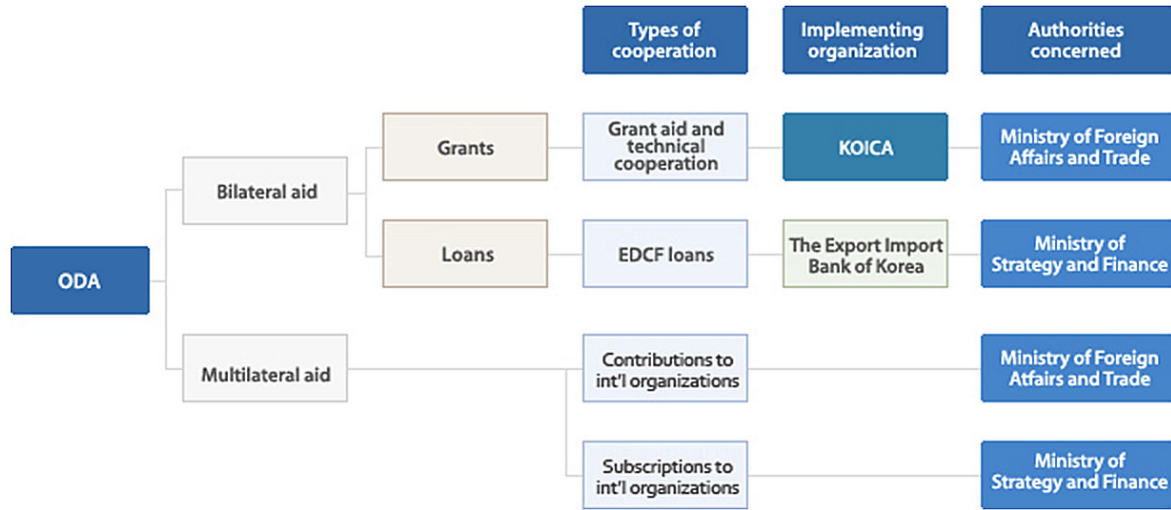 Types of
cooperation
Implementing
organization
Authorities
concerned
Grants
Grant aid and
technical
cooperation
KOICA
Ministry of Foreign
Affairs and Trade
Bilateral aid
Loans
EDCF loans
The Export Import
Bank of Korea
Ministry of
Strategy and Finance
ODA
Multilateral aid
Contributions to
int'l organizations
Ministry of Foreign
Atfairs and Trade
Subscriptions to
int'l organizations
Ministry of
Strategy and Finance